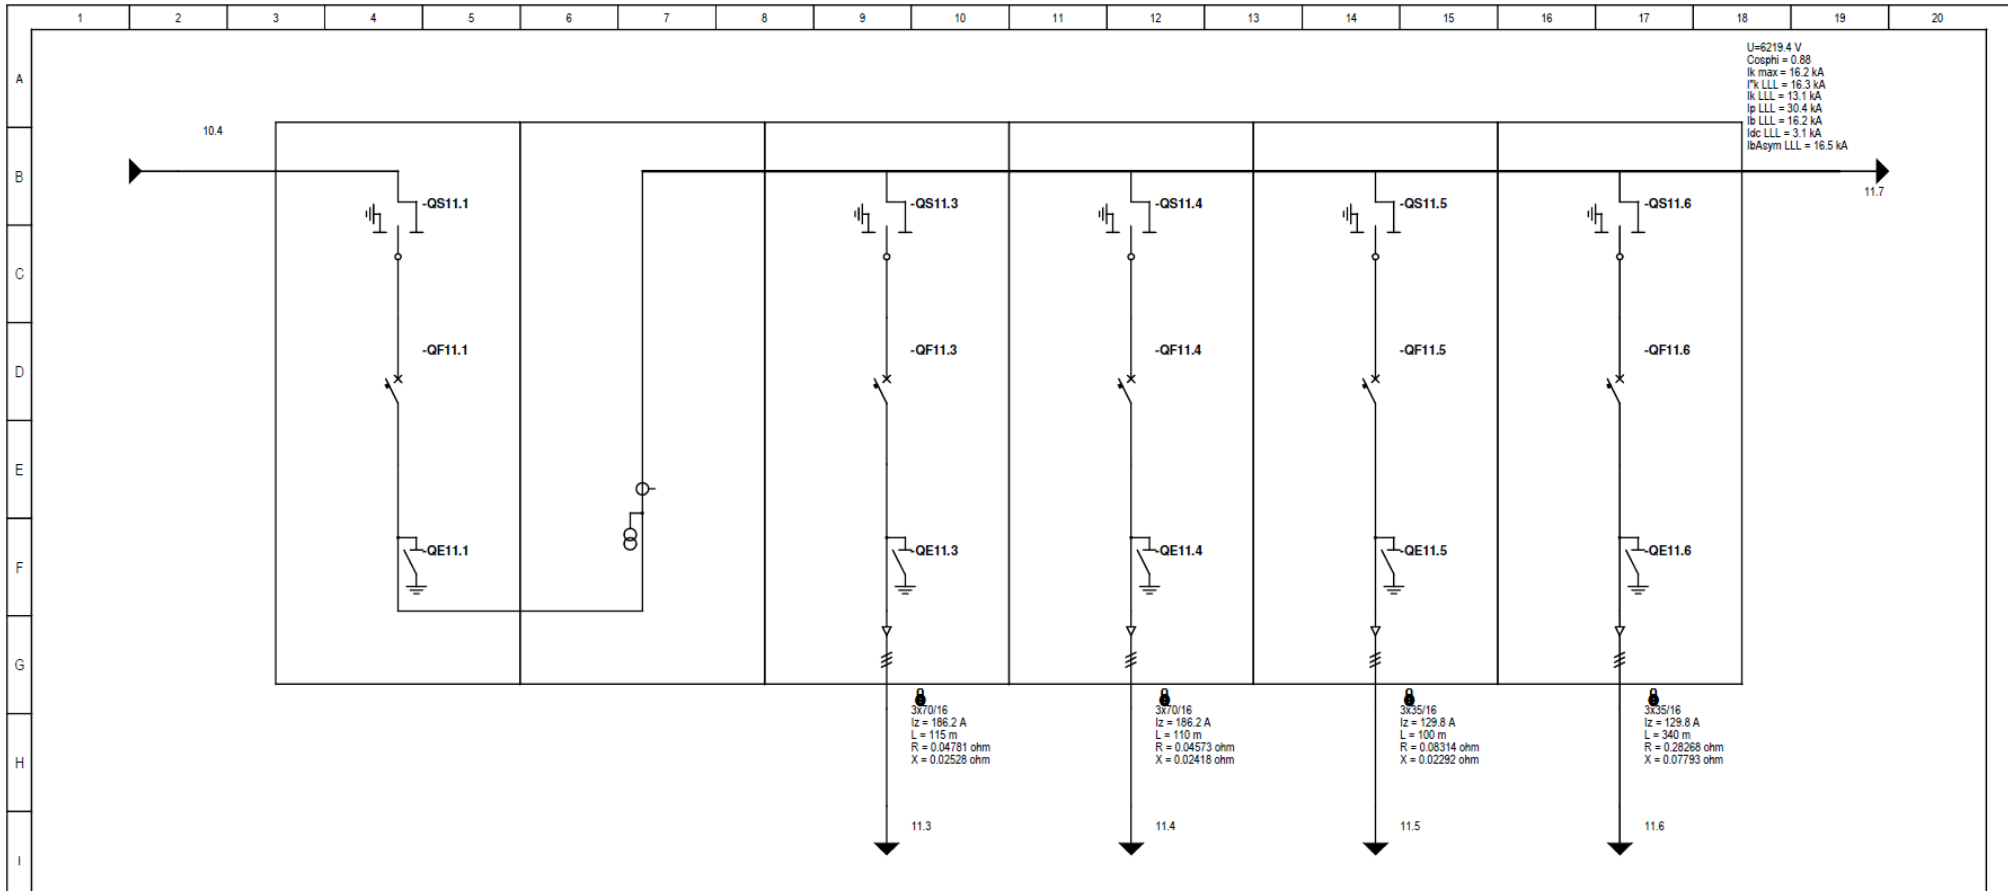 1 2 3 4 5 6 7 8 9 10 11 12 13 14 15 16 17 18 19 20
A
U=6219.4 V
Cosphi = 0.88
Ik max = 16.2 kA
I"k LLL = 16.3 kA
Ik LLL = 13.1 kA
Ip LLL = 30.4 kA
Ib LLL = 16.2 kA
Idc LLL = 3.1 kA
IbAsym LLL = 16.5 kA
10.4
B
11.7
-QS11.1 -QS11.3 -QS11.4 -QS11.5 -QS11.6
C
-QF11.1 -QF11.3 -QF11.4 -QF11.5 -QF11.6
D
E
-QE11.1 -QE11.3 -QE11.4 -QE11.5 -QE11.6
F
G
3x70/16
Iz = 186.2 A
L = 115 m
R = 0.04781 ohm
X = 0.02528 ohm
3x70/16
Iz = 186.2 A
L = 110 m
R = 0.04573 ohm
X = 0.02418 ohm
3x35/16
Iz = 129.8 A
L = 100 m
R = 0.08314 ohm
X = 0.02292 ohm
3x35/16
Iz = 129.8 A
L = 340 m
R = 0.28268 ohm
X = 0.07793 ohm
H
11.3 11.4 11.5 11.6
I